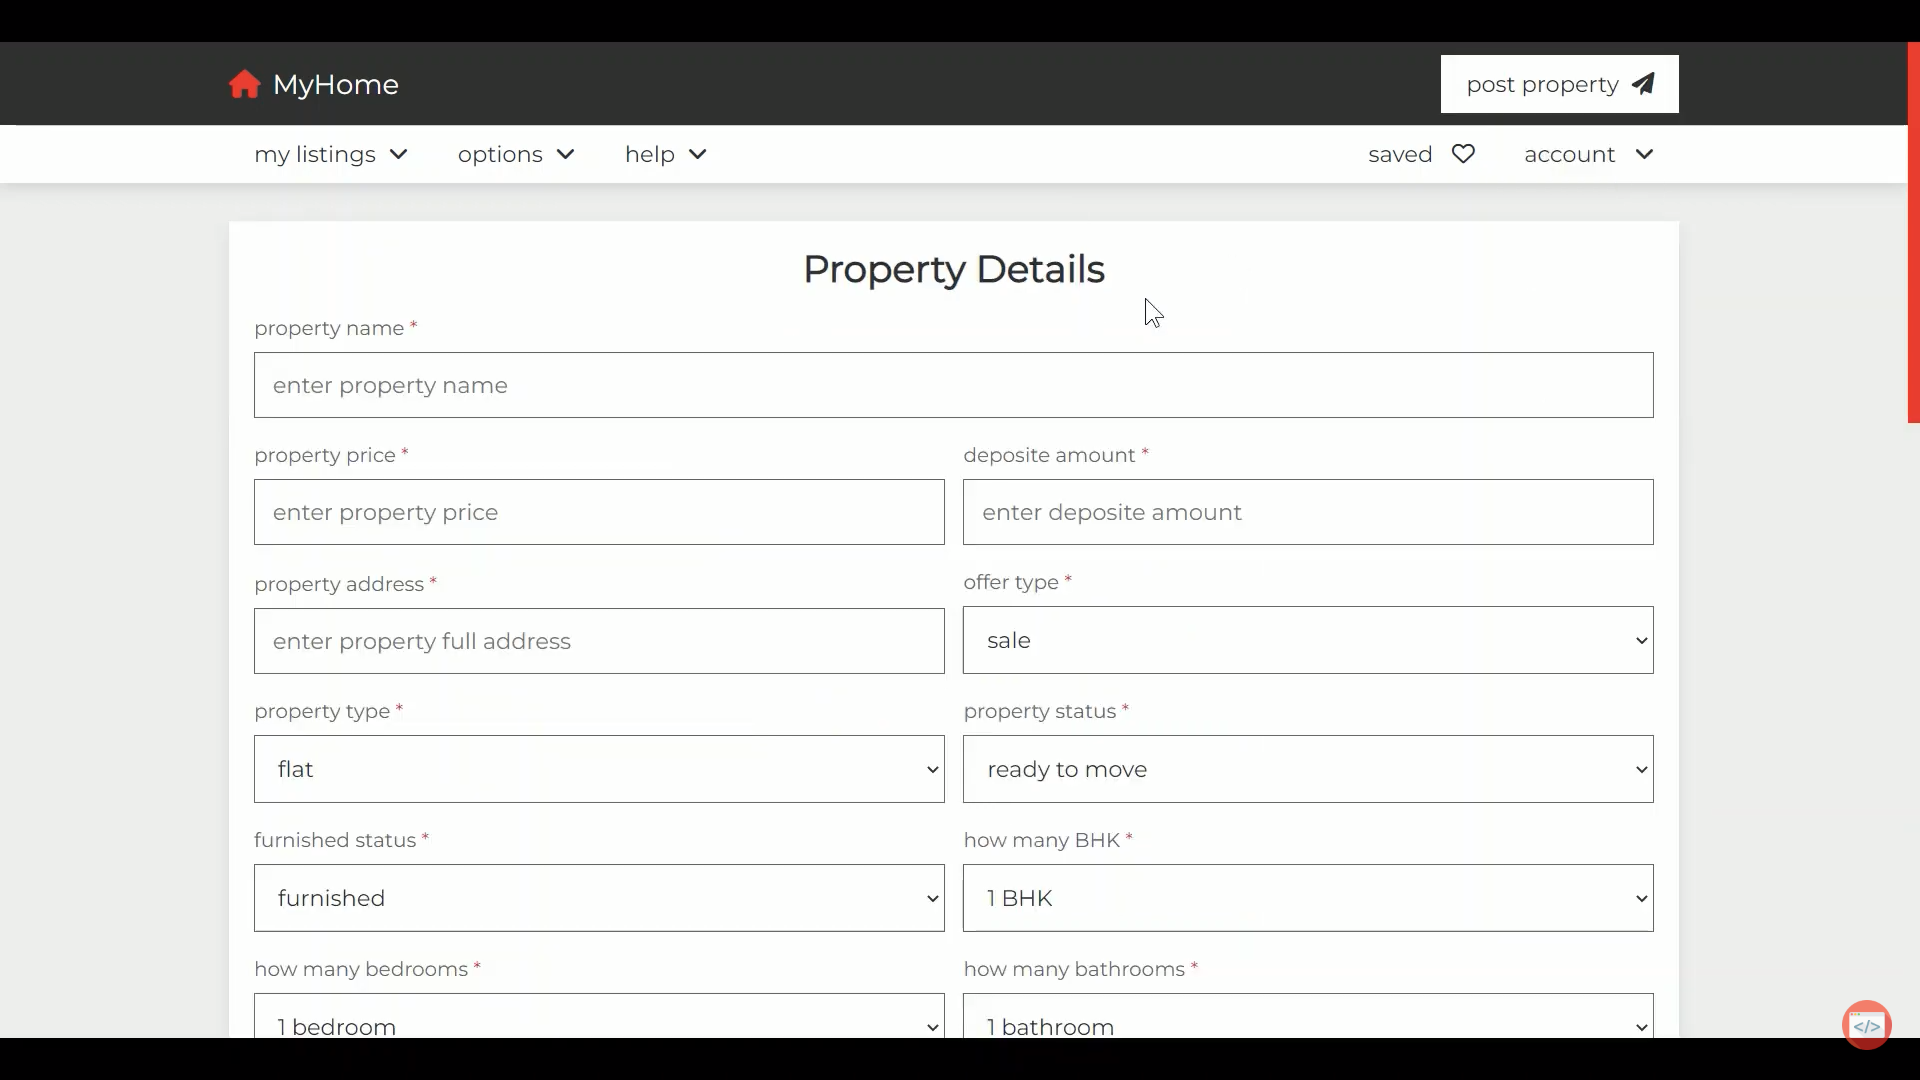 MyHome
post property
my listings options help saved account
Property Details
property name *
enter property name
property price * deposite amount *
enter property price enter deposite amount
property address * offer type *
enter property full address sale
property type * property status *
flat ready to move
furnished status * how many BHK *
furnished 1 BHK
how many bedrooms * how many bathrooms *
1 bedroom 1 bathroom